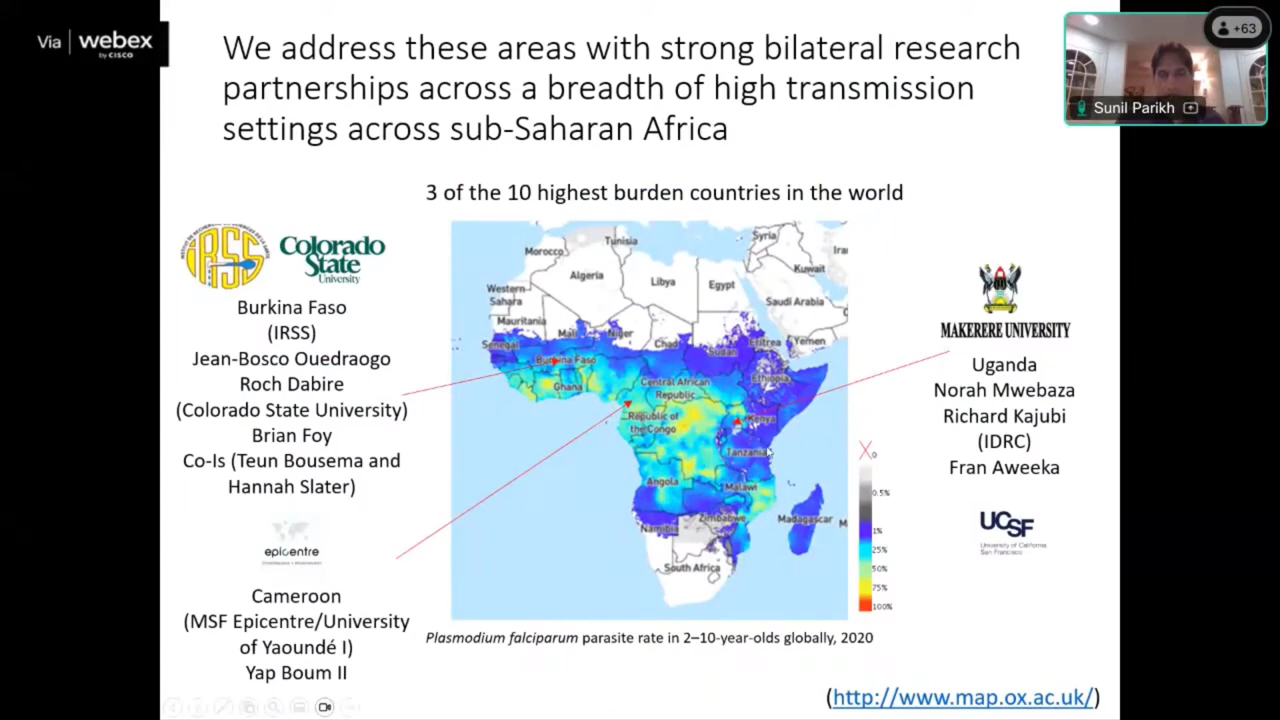 Via webex
by CISCO
+63
Sunil Parikh
We address these areas with strong bilateral research
partnerships across a breadth of high transmission
settings across sub-Saharan Africa
3 of the 10 highest burden countries in the world
IRSS
Colorado
State
University
Burkina Faso
(IRSS)
Jean-Bosco Ouedraogo
Roch Dabire
(Colorado State University)
Brian Foy
Co-Is (Teun Bousema and
Hannah Slater)
epicentre
Cameroon
(MSF Epicentre/University
of Yaoundé I)
Yap Boum II
Tunisia
Syria
Morocco
Algeria
Libya
Egypt
Kuwait
Western
Sahara
Saudi Arabia
Mauritania
Mali
Niger
Chad
Sudan
Eritrea
Yemen
Senegal
Burkina Faso
Ghana
Ethiopia
Central African
Republic
Republic of
the Congo
Kenya
Tanzania
Angola
Malawi
Zimbabwe
Madagascar
Namibia
South Africa
0
0.5%
1%
25%
50%
75%
100%
Plasmodium falciparum parasite rate in 2–10-year-olds globally, 2020
MAKERERE UNIVERSITY
Uganda
Norah Mwebaza
Richard Kajubi
(IDRC)
Fran Aweeka
UCSF
University of California
San Francisco
(http://www.map.ox.ac.uk/)